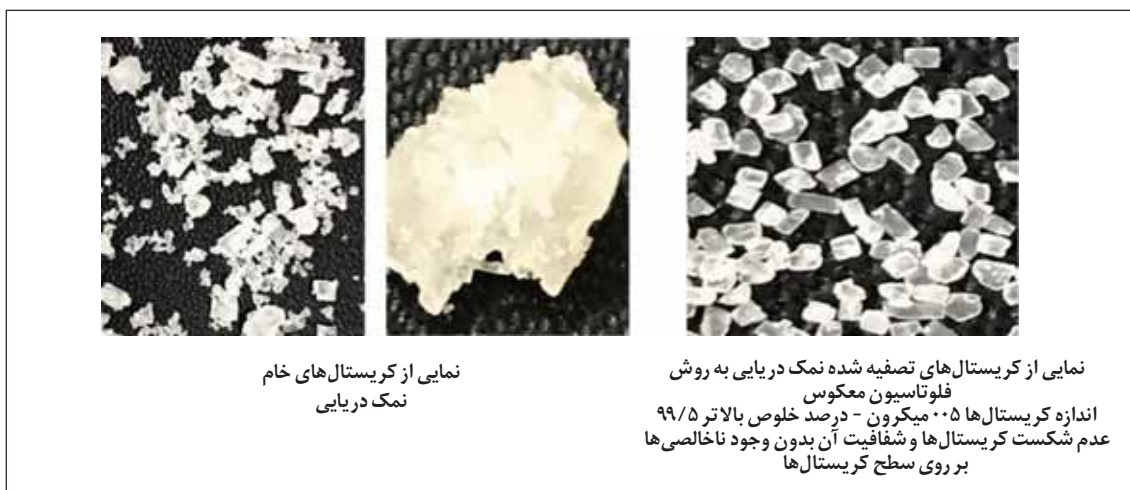 نمایی از کریستال‌های تصفیه شده نمک دریایی به روش
فلوتاسیون معکوس
اندازه کریستال‌ها ۰۰۵ میکرون - درصد خلوص بالاتر ۹۹/۵
عدم شکست کریستال‌ها و شفافیت آن بدون وجود ناخالصی‌ها
بر روی سطح کریستال‌ها
نمایی از کریستال‌های خام
نمک دریایی